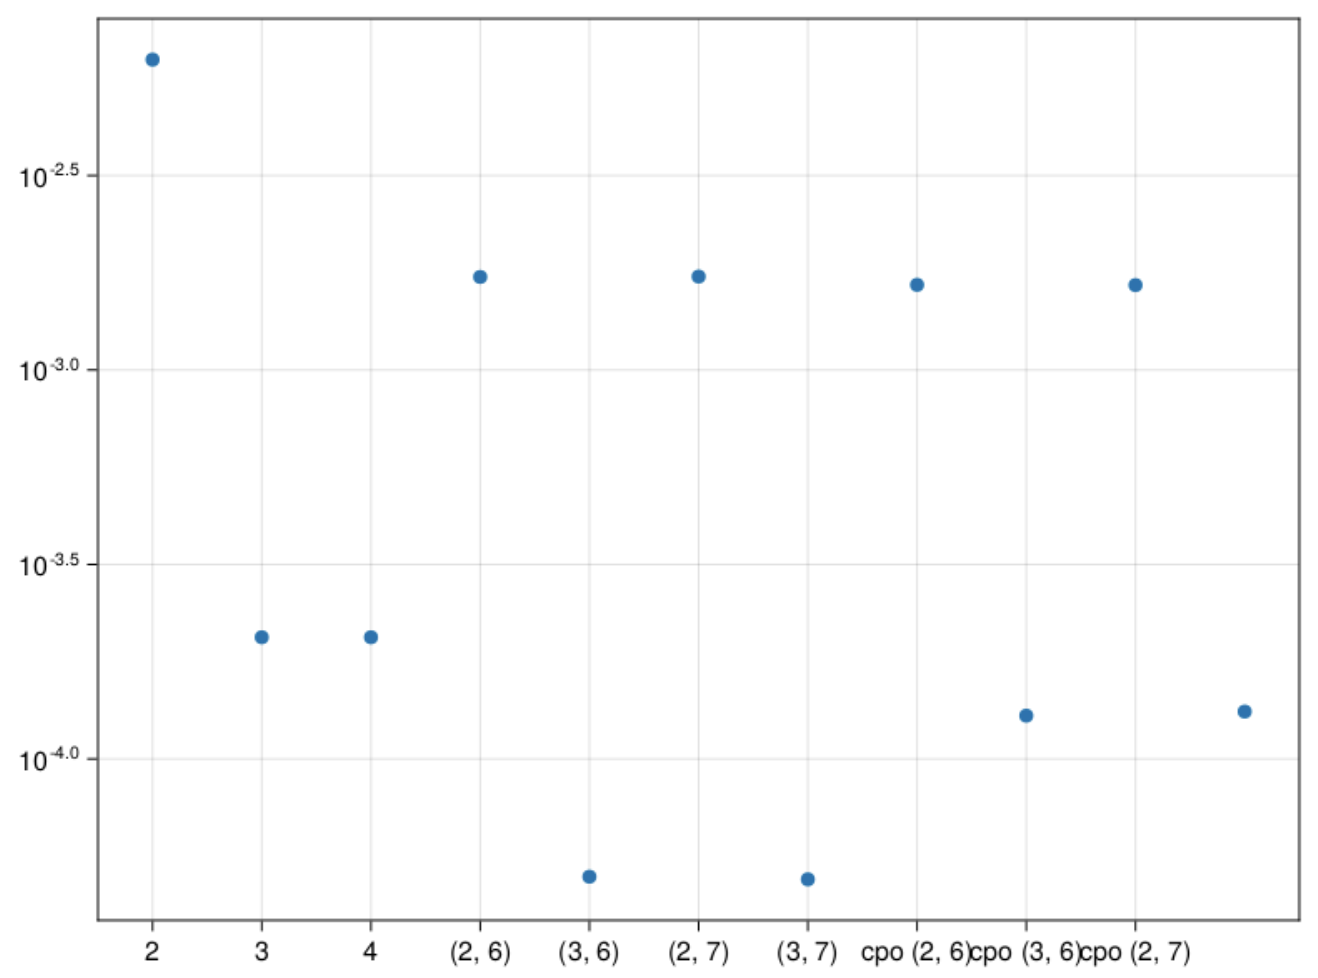 10-2.5
10-3.0
10-3.5
10-4.0
2 3 4 (2, 6) (3, 6) (2, 7) (3, 7) cpo (2, 6) cpo (3, 6) cpo (2, 7)